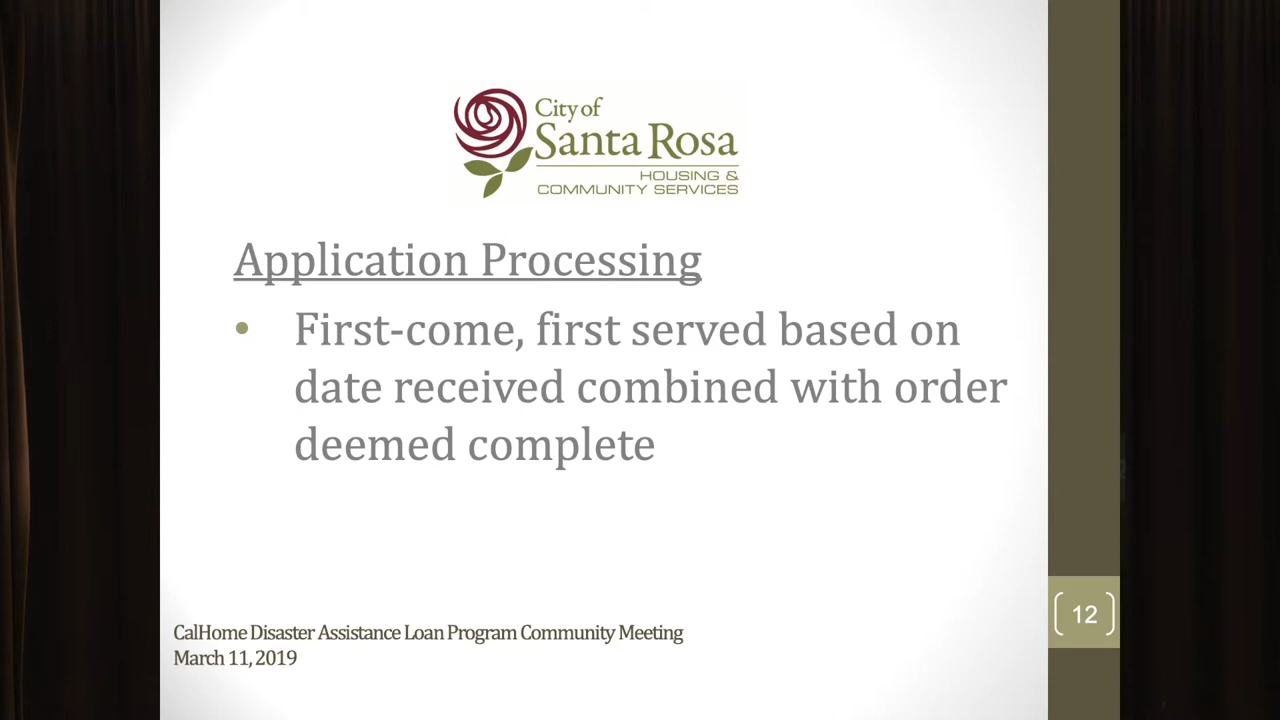 City of
Santa Rosa
HOUSING &
COMMUNITY SERVICES
Application Processing
• First-come, first served based on
date received combined with order
deemed complete
CalHome Disaster Assistance Loan Program Community Meeting
March 11, 2019
12